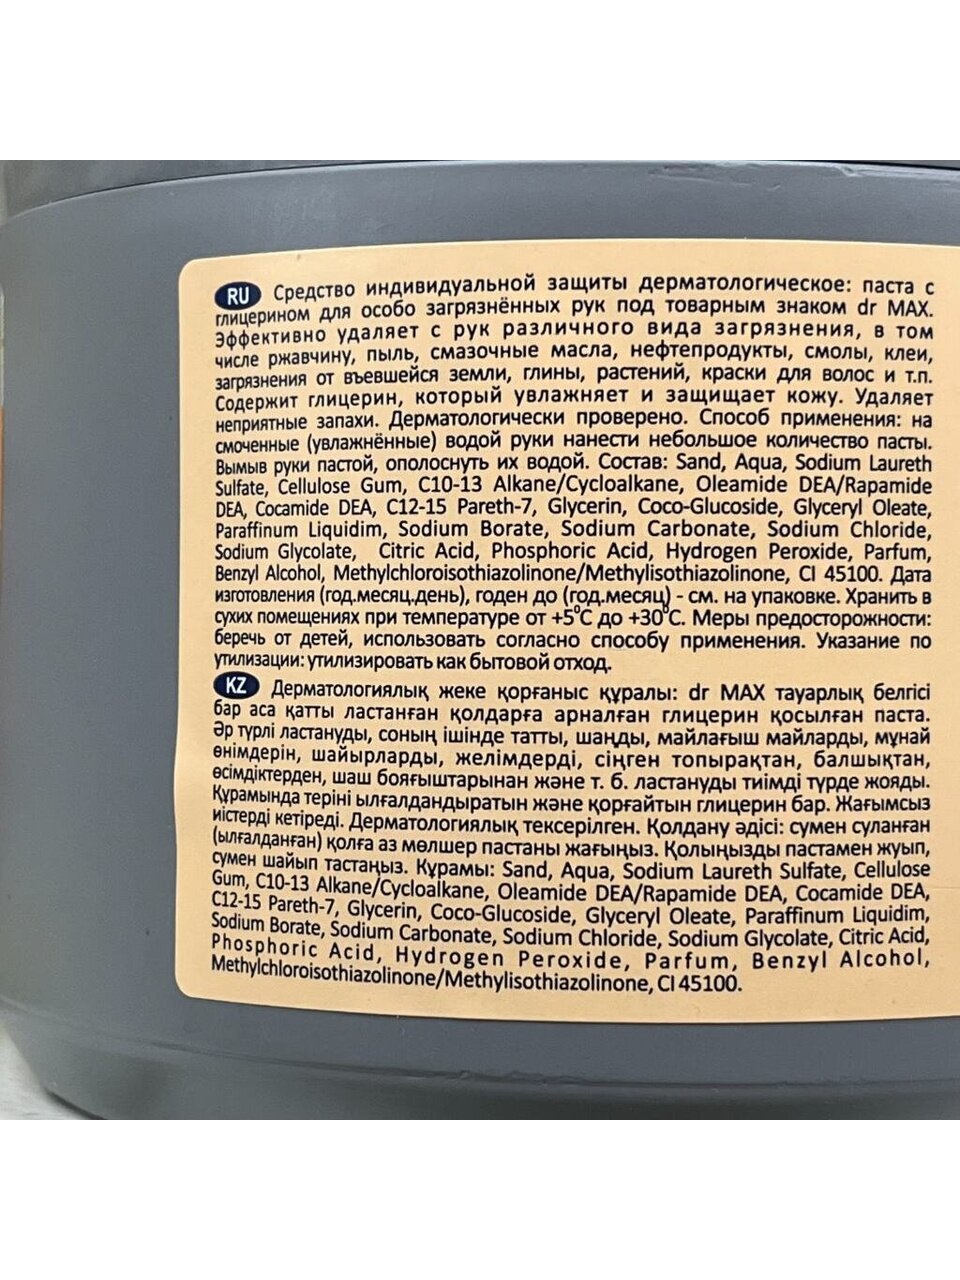 RU Средство индивидуальной защиты дерматологическое: паста с
глицерином для особо загрязнённых рук под товарным знаком dr MAX.
Эффективно удаляет с рук различного вида загрязнения, в том
числе ржавчину, пыль, смазочные масла, нефтепродукты, смолы, клеи,
загрязнения от въевшейся земли, глины, растений, краски для волос и т.п.
Содержит глицерин, который увлажняет и защищает кожу. Удаляет
неприятные запахи. Дерматологически проверено. Способ применения: на
смоченные (увлажнённые) водой руки нанести небольшое количество пасты.
Вымыв руки пастой, ополоснуть их водой. Состав: Sand, Aqua, Sodium Laureth
Sulfate, Cellulose Gum, C10-13 Alkane/Cycloalkane, Oleamide DEA/Rapamide
DEA, Cocamide DEA, C12-15 Pareth-7, Glycerin, Coco-Glucoside, Glyceryl Oleate,
Paraffinum Liquidim, Sodium Borate, Sodium Carbonate, Sodium Chloride,
Sodium Glycolate, Citric Acid, Phosphoric Acid, Hydrogen Peroxide, Parfum,
Benzyl Alcohol, Methylchloroisothiazolinone/Methylisothiazolinone, CI 45100. Дата
изготовления (год.месяц.день), годен до (год.месяц) - см. на упаковке. Хранить в
сухих помещениях при температуре от +5⁰C до +30⁰C. Меры предосторожности:
беречь от детей, использовать согласно способу применения. Указание по
утилизации: утилизировать как бытовой отход.
KZ Дерматологиялық жеке қорғаныс құралы: dr MAX тауарлық белгісі
бар аса қатты ластанған қолдарға арналған глицерин қосылған паста.
Әр түрлі ластануды, соның ішінде татты, шаңды, майлағыш майларды, мұнай
өнімдерін, шайырларды, желімдерді, сіңген топырақтан, балшықтан,
өсімдіктерден, шаш бояғыштарынан және т. б. ластануды тиімді түрде жояды.
Құрамында теріні ылғалдандыратын және қорғайтын глицерин бар. Жағымсыз
иістерді кетіреді. Дерматологиялық тексерілген. Қолдану әдісі: сумен суланған
(ылғалданған) қолға аз мөлшер пастаны жағыңыз. Қолыңызды пастамен жуып,
сумен шайып тастаңыз. Құрамы: Sand, Aqua, Sodium Laureth Sulfate, Cellulose
Gum, C10-13 Alkane/Cycloalkane, Oleamide DEA/Rapamide DEA, Cocamide DEA,
C12-15 Pareth-7, Glycerin, Coco-Glucoside, Glyceryl Oleate, Paraffinum Liquidim,
Sodium Borate, Sodium Carbonate, Sodium Chloride, Sodium Glycolate, Citric Acid,
Phosphoric Acid, Hydrogen Peroxide, Parfum, Benzyl Alcohol,
Methylchloroisothiazolinone/Methylisothiazolinone, CI 45100.